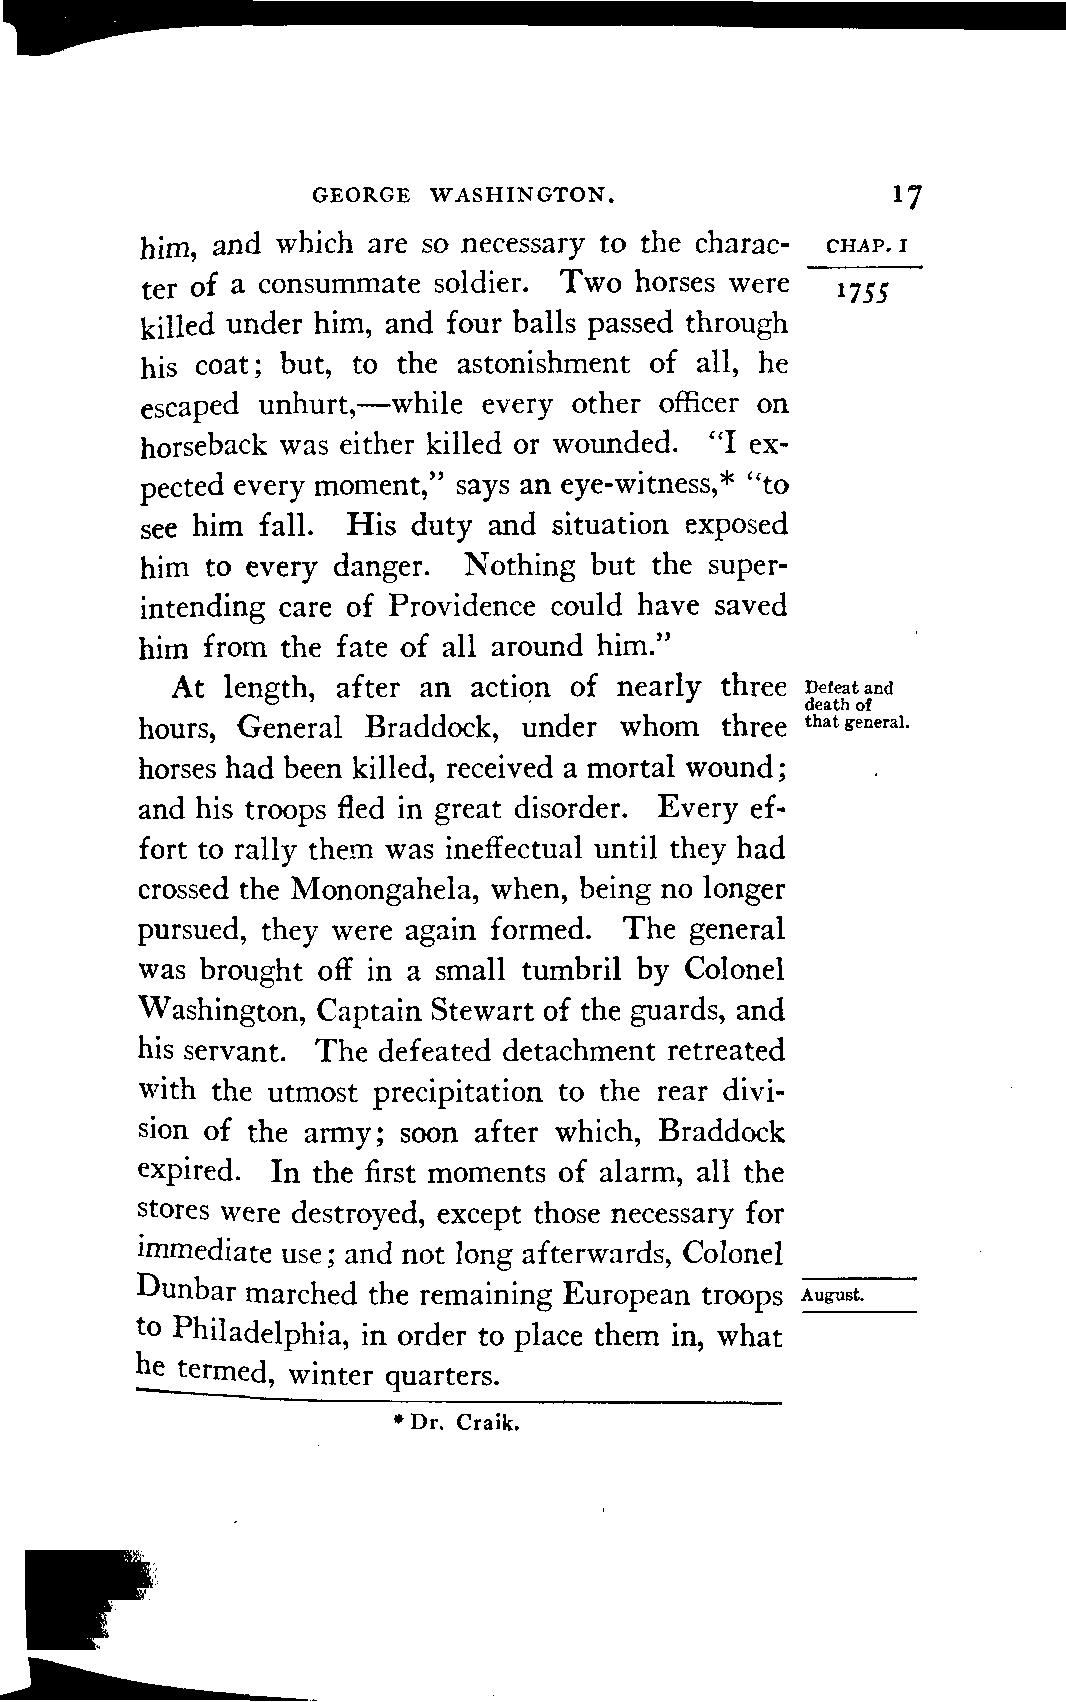 GEORGE WASHINGTON. 17
him, and which are so necessary to the charac- CHAP. I
ter of a consummate soldier. Two horses were 1755
killed under him, and four balls passed through
his coat; but, to the astonishment of all, he
escaped unhurt,—while every other officer on
horseback was either killed or wounded. "I ex-
pected every moment," says an eye-witness,* "to
see him fall. His duty and situation exposed
him to every danger. Nothing but the super-
intending care of Providence could have saved
him from the fate of all around him."
At length, after an action of nearly three
Defeat and
death of
that general.
hours, General Braddock, under whom three
horses had been killed, received a mortal wound;
and his troops fled in great disorder. Every ef-
fort to rally them was ineffectual until they had
crossed the Monongahela, when, being no longer
pursued, they were again formed. The general
was brought off in a small tumbril by Colonel
Washington, Captain Stewart of the guards, and
his servant. The defeated detachment retreated
with the utmost precipitation to the rear divi-
sion of the army; soon after which, Braddock
expired. In the first moments of alarm, all the
stores were destroyed, except those necessary for
immediate use; and not long afterwards, Colonel
Dunbar marched the remaining European troops August.
to Philadelphia, in order to place them in, what
he termed, winter quarters.
* Dr. Craik.